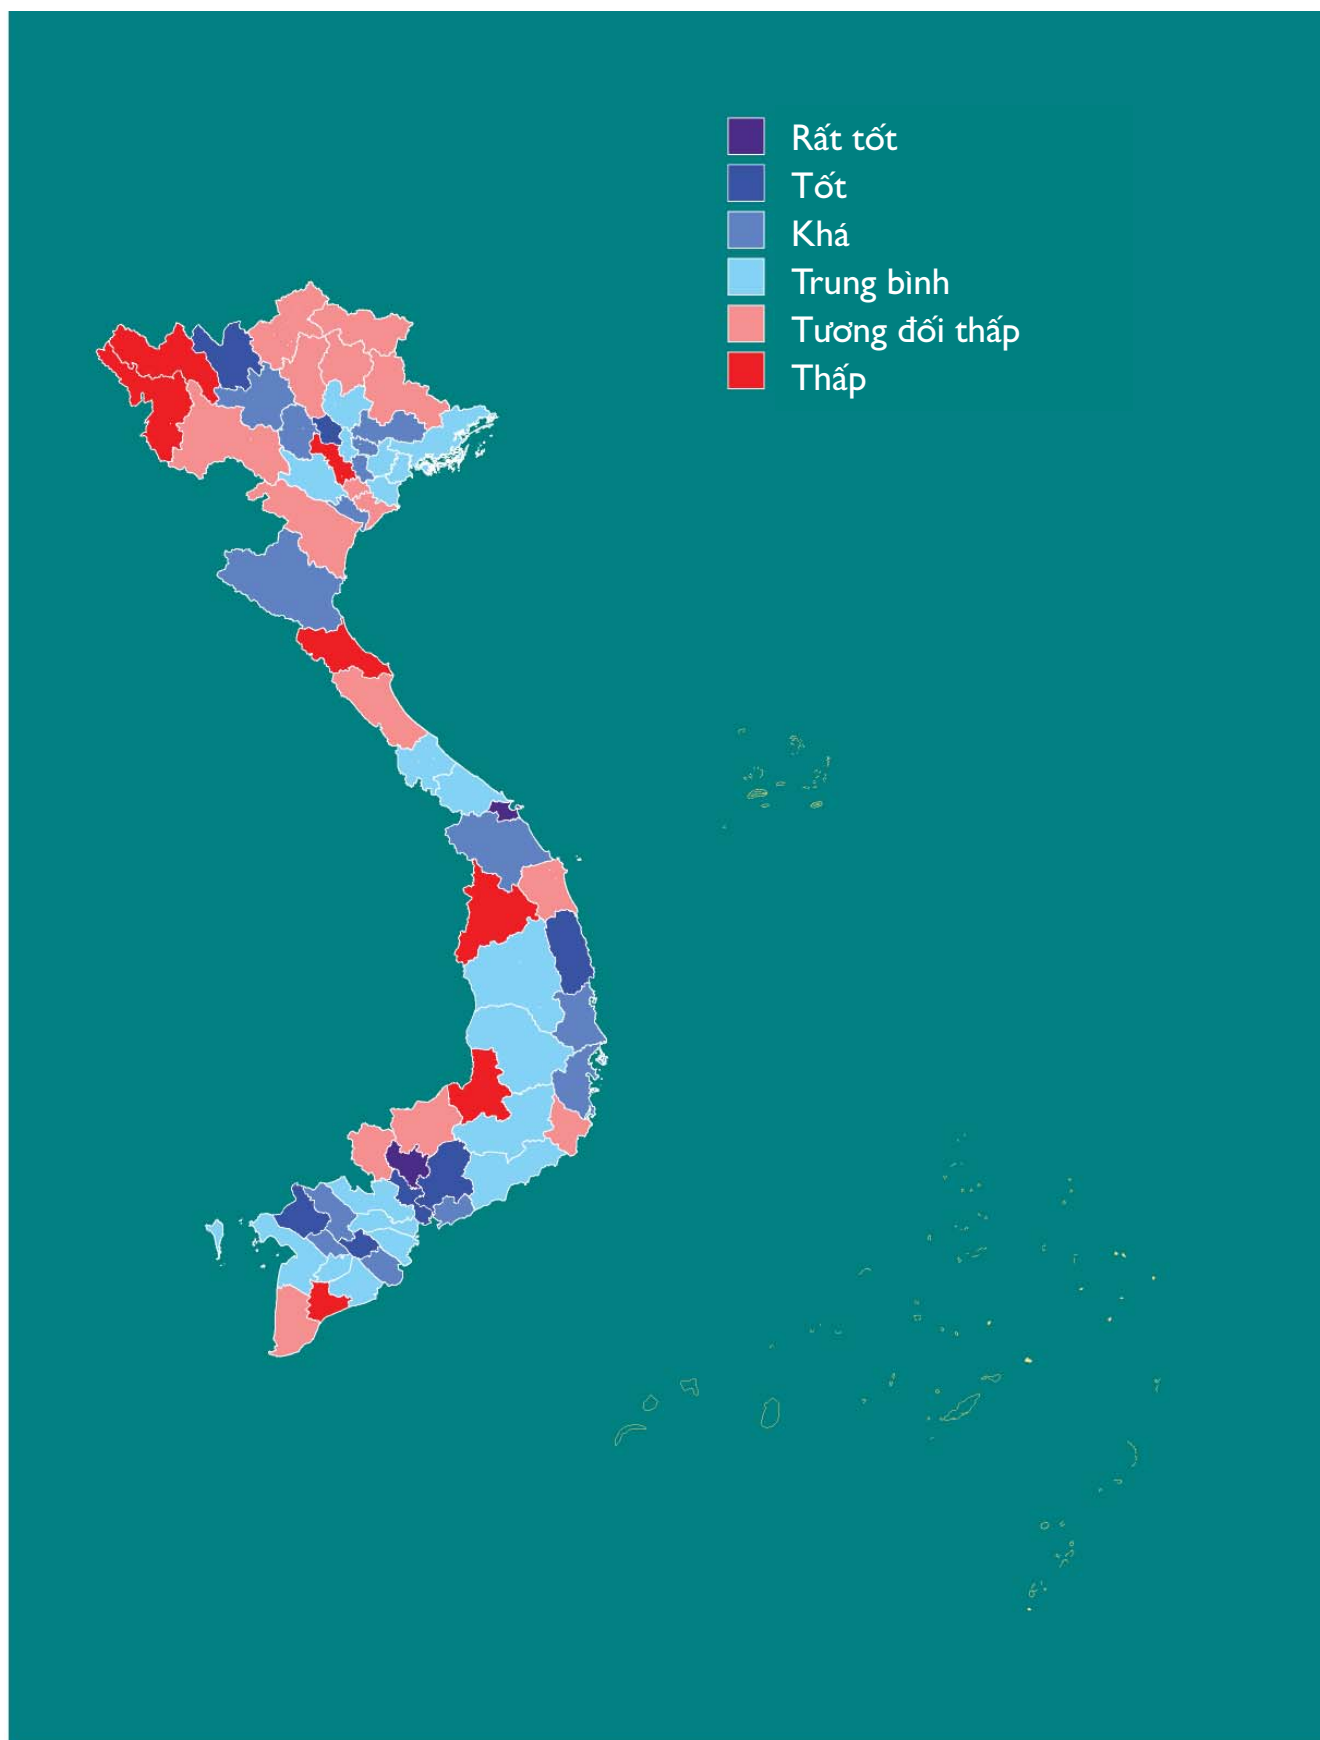 Rất tốt
Tốt
Khá
Trung bình
Tương đối thấp
Thấp